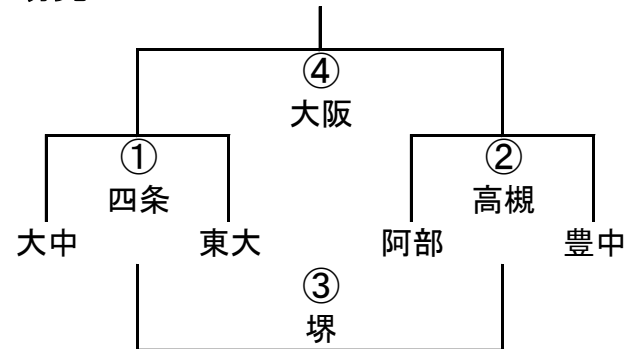 ④
大阪
①
②
四条
高槻
大中
東大
阿部
豊中
③
堺